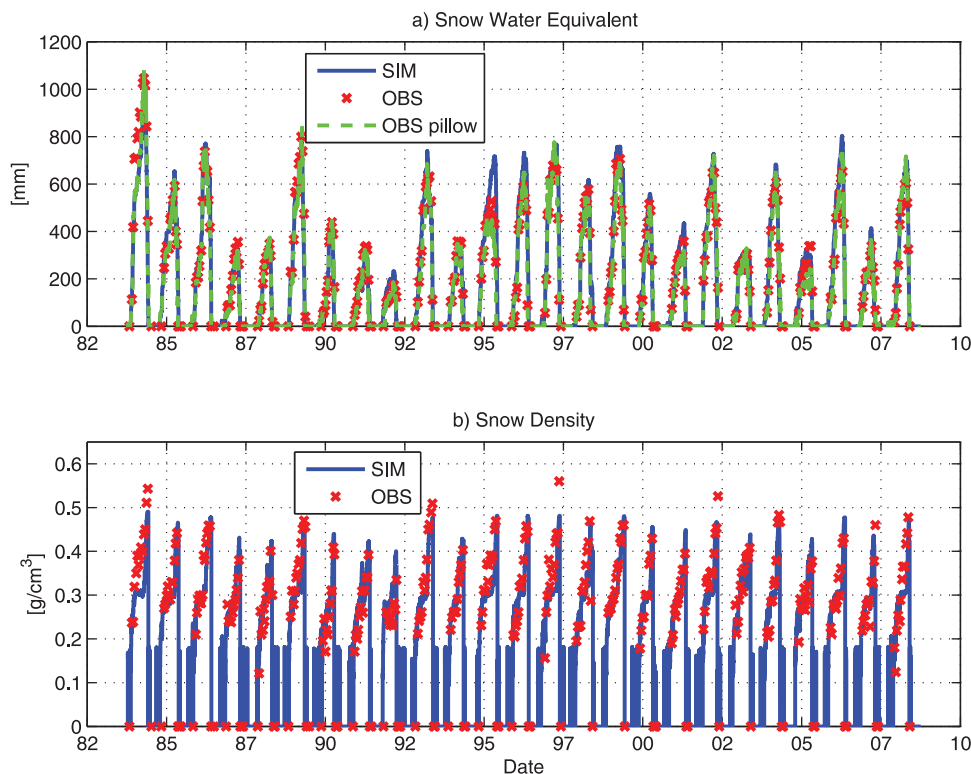 a) Snow Water Equivalent
1200
1000
800
600
400
200
0
[mm]
SIM
OBS
OBS pillow
82 85 87 90 92 95 97 00 02 05 07 10
b) Snow Density
0.6
0.5
0.4
0.3
0.2
0.1
0
[g/cm³]
SIM
OBS
82 85 87 90 92 95 97 00 02 05 07 10
Date